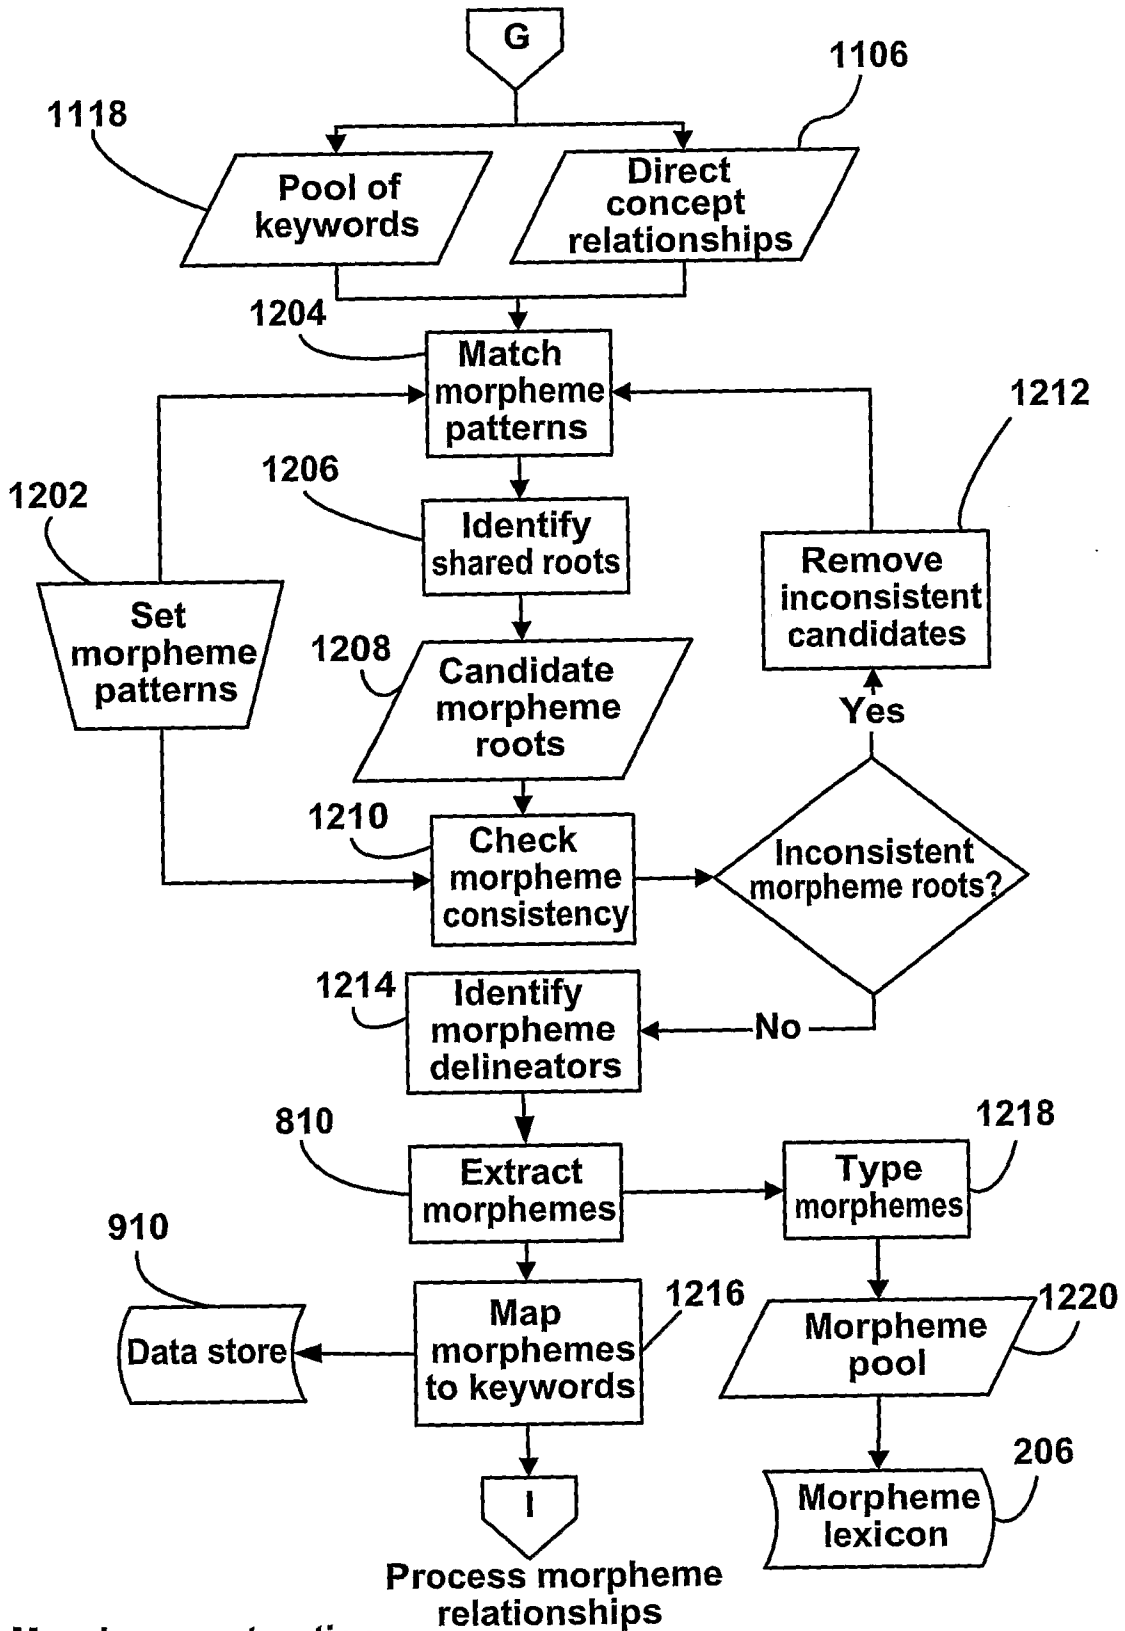 G
1106
1118
Pool of
keywords
Direct
concept
relationships
1204
Match
morpheme
patterns
1212
1206
1202
Identify
shared roots
Remove
inconsistent
candidates
Set
morpheme
patterns
1208
Candidate
morpheme
roots
Yes
1210
Check
morpheme
consistency
Inconsistent
morpheme roots?
1214
Identify
morpheme
delineators
No
810
Extract
morphemes
1218
Type
morphemes
910
Data store
Map
morphemes
to keywords
1216
1220
Morpheme
pool
206
Morpheme
lexicon
I
Process morpheme
relationships